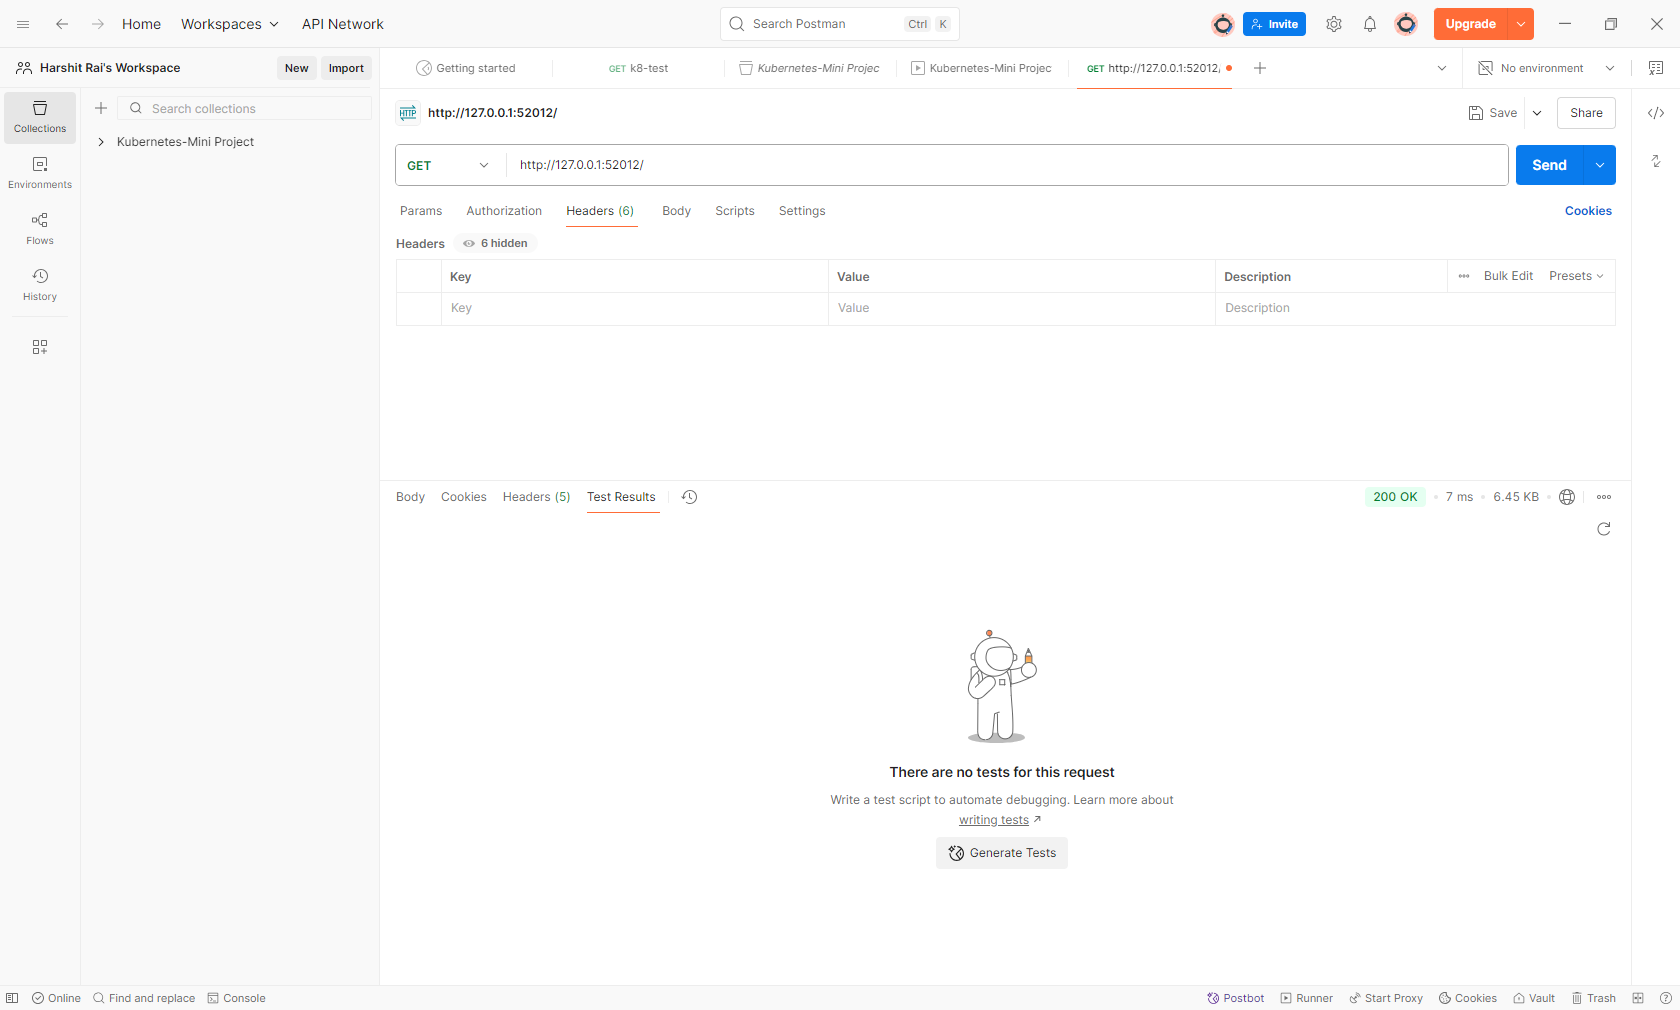 Home
Workspaces
API Network
Search Postman
Ctrl K
Invite
Upgrade
Harshit Rai's Workspace
New
Import
Getting started
GET k8-test
Kubernetes-Mini Projec
Kubernetes-Mini Projec
GET http://127.0.0.1:52012/
No environment
Collections
Search collections
Kubernetes-Mini Project
Environments
Flows
History
HTTP http://127.0.0.1:52012/
Save
Share
GET
http://127.0.0.1:52012/
Send
Params
Authorization
Headers (6)
Body
Scripts
Settings
Cookies
Headers
6 hidden
Key
Value
Description
Bulk Edit
Presets
Key
Value
Description
Body
Cookies
Headers (5)
Test Results
200 OK
7 ms
6.45 KB
There are no tests for this request
Write a test script to automate debugging. Learn more about
writing tests ↗
Generate Tests
Online
Find and replace
Console
Postbot
Runner
Start Proxy
Cookies
Vault
Trash